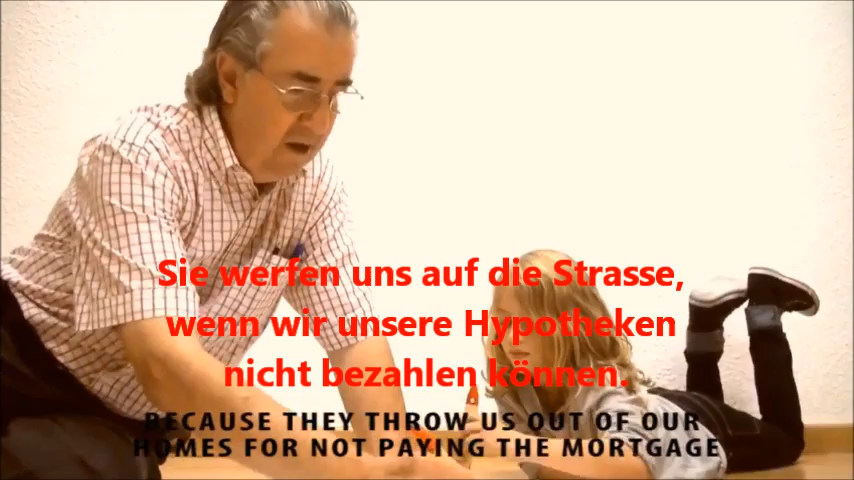 Sie werfen uns auf die Strasse,
wenn wir unsere Hypotheken
nicht bezahlen können.
BECAUSE THEY THROW US OUT OF OUR
HOMES FOR NOT PAYING THE MORTGAGE